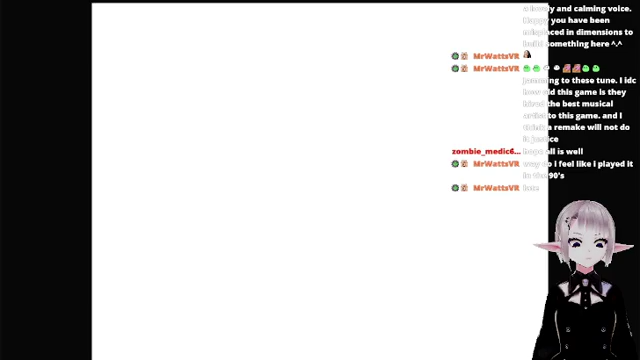 a lovely and calming voice.
Happy you have been
misplaced in dimensions to
build something here ^.^
MrWattsVR
MrWattsVR
jamming to these tune. I idc
how old this game is they
hired the best musical
artist to this game. and I
think a remake will not do
it justice
zombie_medic6... hope all is well
MrWattsVR why do i feel like i played it
in the 90's
MrWattsVR late